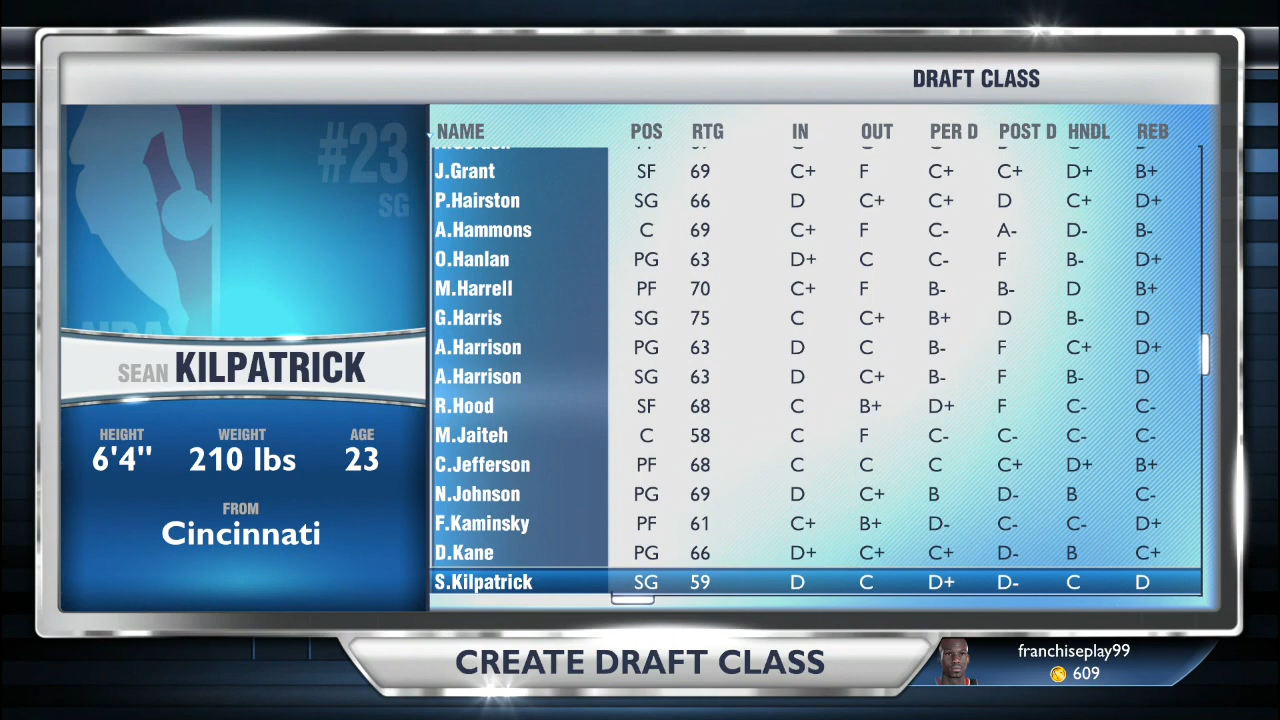 DRAFT CLASS
#23
SG
NAME POS RTG IN OUT PER D POST D HNDL REB
J.Grant SF 69 C+ F C+ C+ D+ B+
P.Hairston SG 66 D C+ C+ D C+ D+
A.Hammons C 69 C+ F C- A- D- B-
O.Hanlan PG 63 D+ C C- F B- D+
M.Harrell PF 70 C+ F B- B- D B+
G.Harris SG 75 C C+ B+ D B- D
A.Harrison PG 63 D C B- F C+ D+
A.Harrison SG 63 D C+ B- F B- D
R.Hood SF 68 C B+ D+ F C- C-
M.Jaiteh C 58 C F C- C- C- C-
C.Jefferson PF 68 C C C C+ D+ B+
N.Johnson PG 69 D C+ B D- B C-
F.Kaminsky PF 61 C+ B+ D- C- C- D+
D.Kane PG 66 D+ C+ C+ D- B C+
S.Kilpatrick SG 59 D C D+ D- C D
NBA
SEAN KILPATRICK
HEIGHT WEIGHT AGE
6'4" 210 lbs 23
FROM
Cincinnati
CREATE DRAFT CLASS
franchiseplay99
609